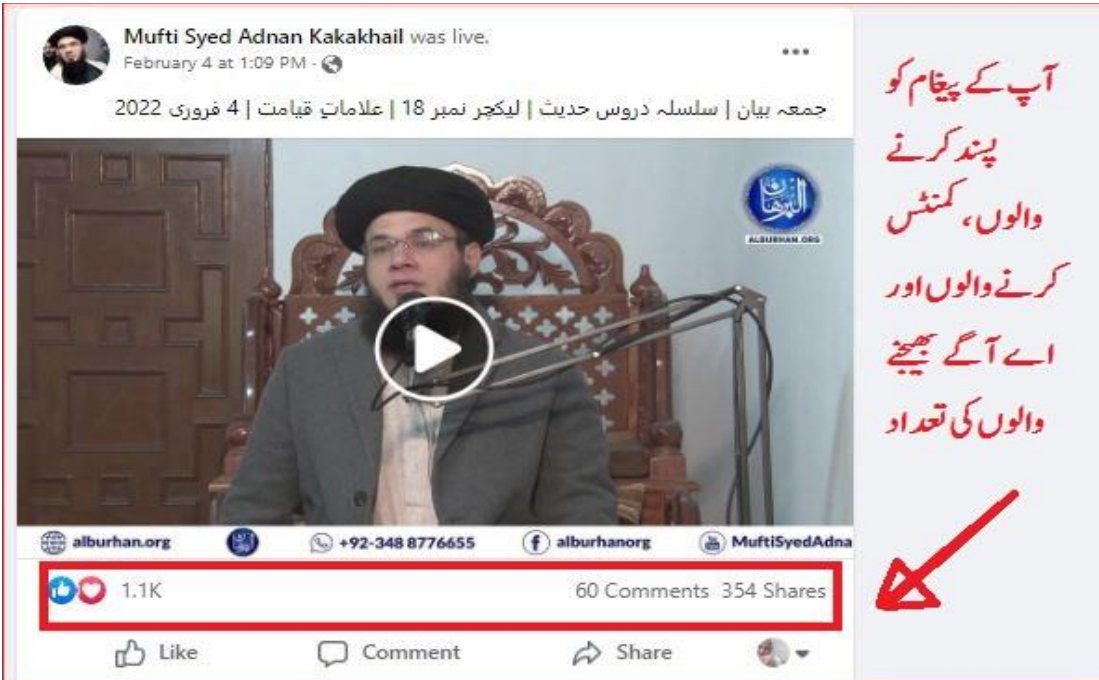 Mufti Syed Adnan Kakakhail was live.
February 4 at 1:09 PM ·
جمعہ بیان | سلسلہ دروس حدیث | لیکچر نمبر 18 | علاماتِ قیامت | 4 فروری 2022
البرهان
ALBURHAN.ORG
alburhan.org +92-348 8776655 alburhanorg MuftiSyedAdna
1.1K 60 Comments 354 Shares
Like Comment Share
آپ کے پیغام کو
پسند کرنے
والوں، کمنٹس
کرنے والوں اور
اے آگے بھیجنے
والوں کی تعداد